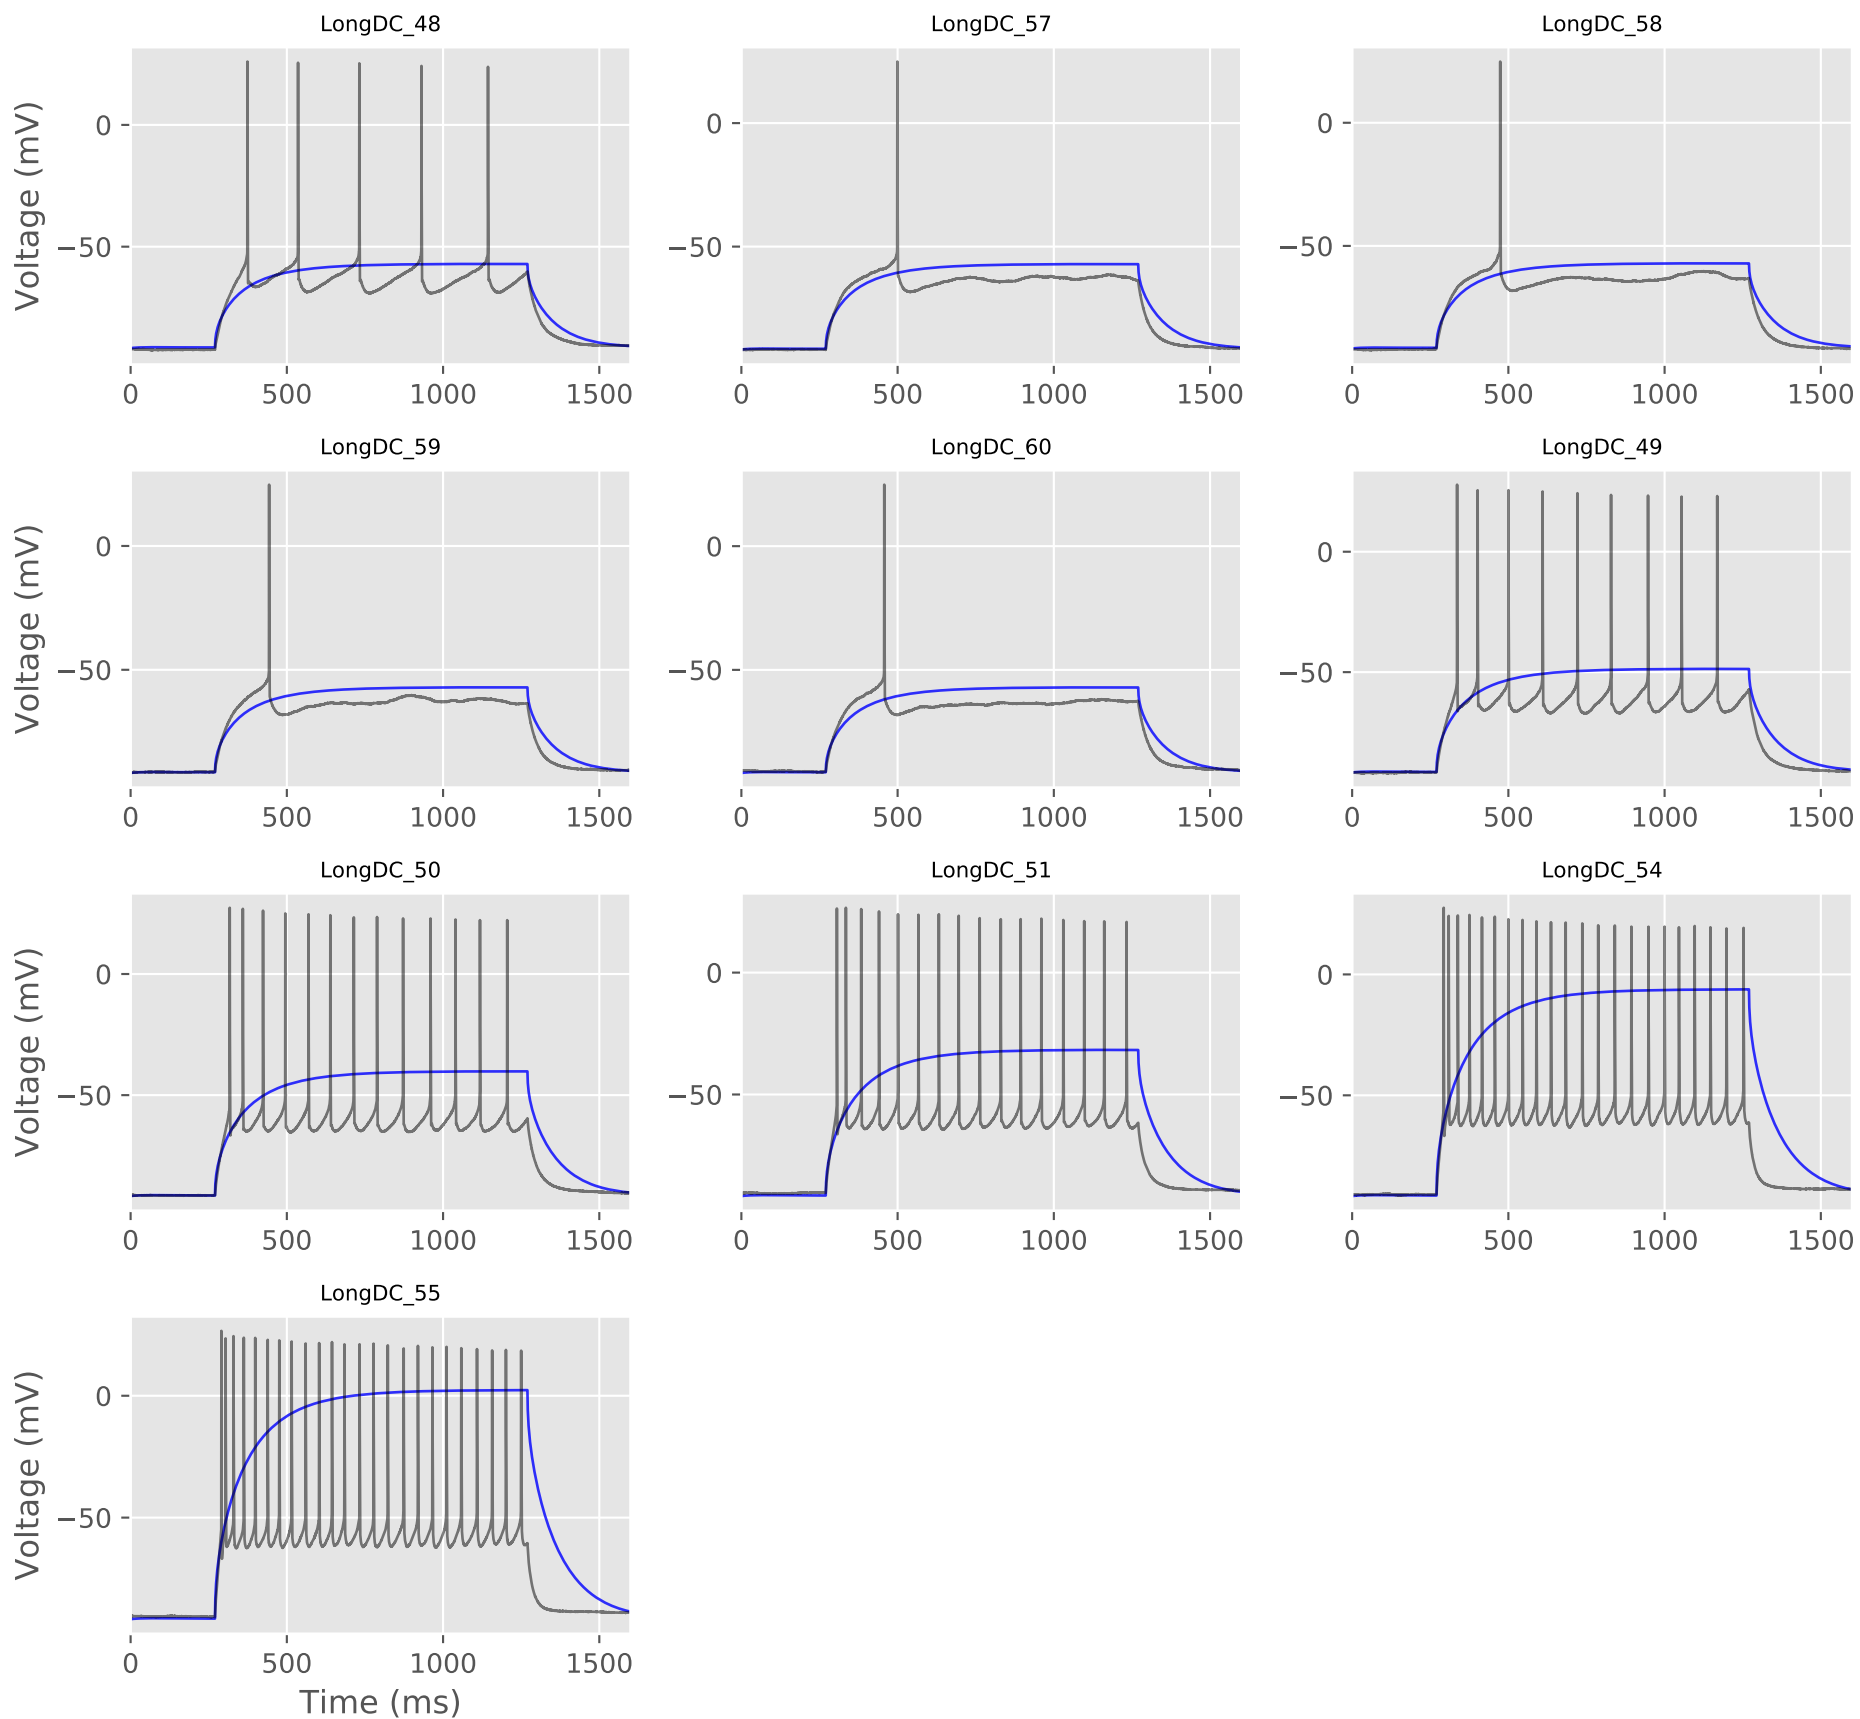 LongDC_48
LongDC_57
LongDC_58
Voltage (mV)
0
−50
0
−50
0
−50
0 500 1000 1500
0 500 1000 1500
0 500 1000 1500
LongDC_59
LongDC_60
LongDC_49
Voltage (mV)
0
−50
0
−50
0
−50
0 500 1000 1500
0 500 1000 1500
0 500 1000 1500
LongDC_50
LongDC_51
LongDC_54
Voltage (mV)
0
−50
0
−50
0
−50
0 500 1000 1500
0 500 1000 1500
0 500 1000 1500
LongDC_55
Voltage (mV)
0
−50
0 500 1000 1500
Time (ms)